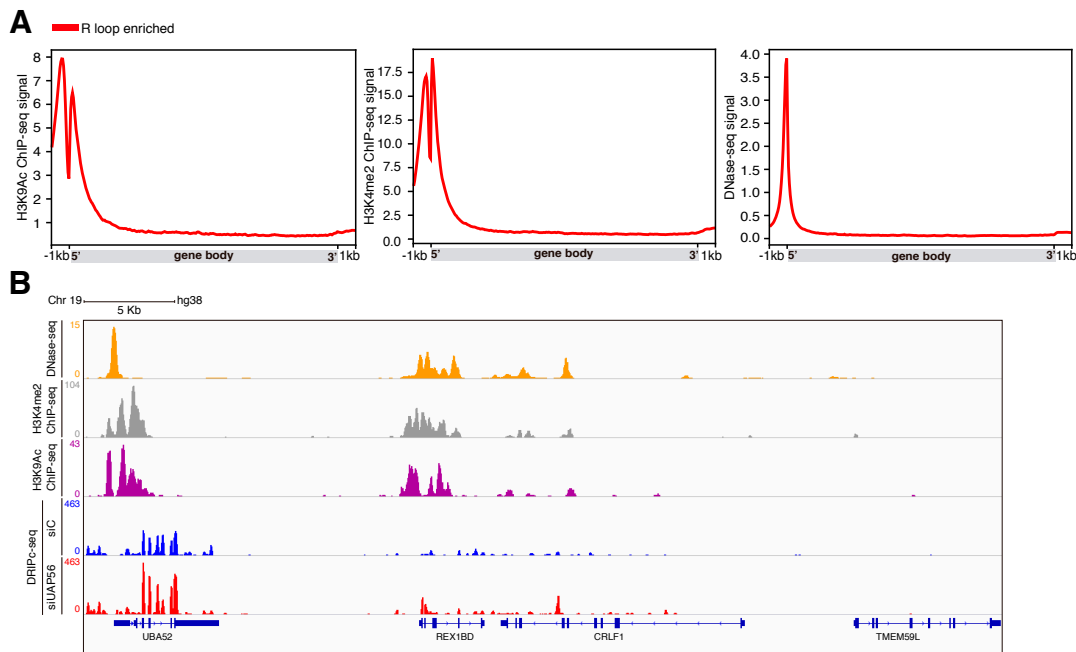 A
R loop enriched
H3K9Ac ChIP-seq signal
8
7
6
5
4
3
2
1
-1kb 5' gene body 3' 1kb
H3K4me2 ChIP-seq signal
17.5
15.0
12.5
10.0
7.5
5.0
2.5
0.0
-1kb 5' gene body 3' 1kb
DNase-seq signal
4.0
3.5
3.0
2.5
2.0
1.5
1.0
0.5
0.0
-1kb 5' gene body 3' 1kb
B
Chr 19 hg38
5 Kb
DNase-seq
15
0
H3K4me2
ChIP-seq
104
0
H3K9Ac
ChIP-seq
43
0
DRIPc-seq
siC
463
0
siUAP56
463
0
UBA52 REX1BD CRLF1 TMEM59L